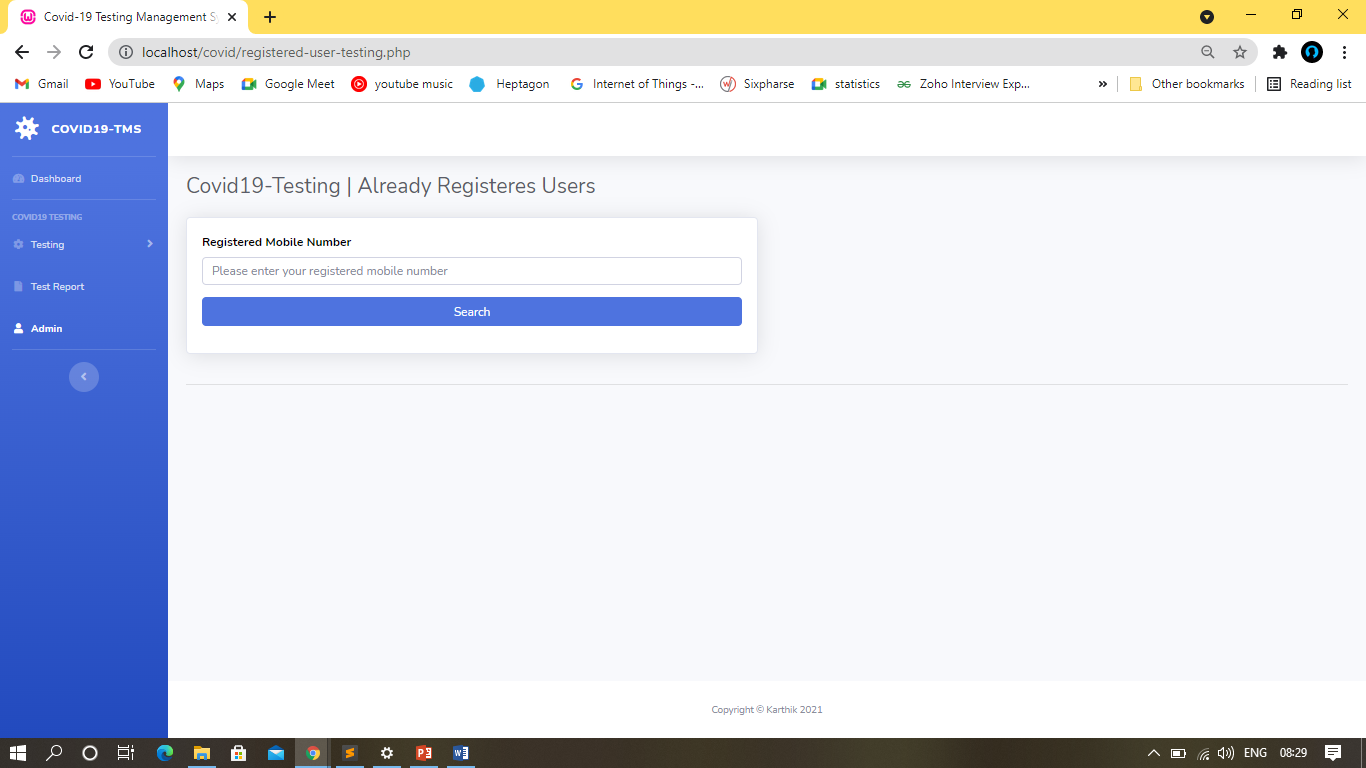 Covid-19 Testing Management S
localhost/covid/registered-user-testing.php
Gmail YouTube Maps Google Meet youtube music Heptagon Internet of Things -... Sixpharse statistics Zoho Interview Exp... » Other bookmarks Reading list
COVID19-TMS
Dashboard
COVID19 TESTING
Testing
Test Report
Admin
Covid19-Testing | Already Registeres Users
Registered Mobile Number
Please enter your registered mobile number
Search
Copyright © Karthik 2021
ENG 08:29